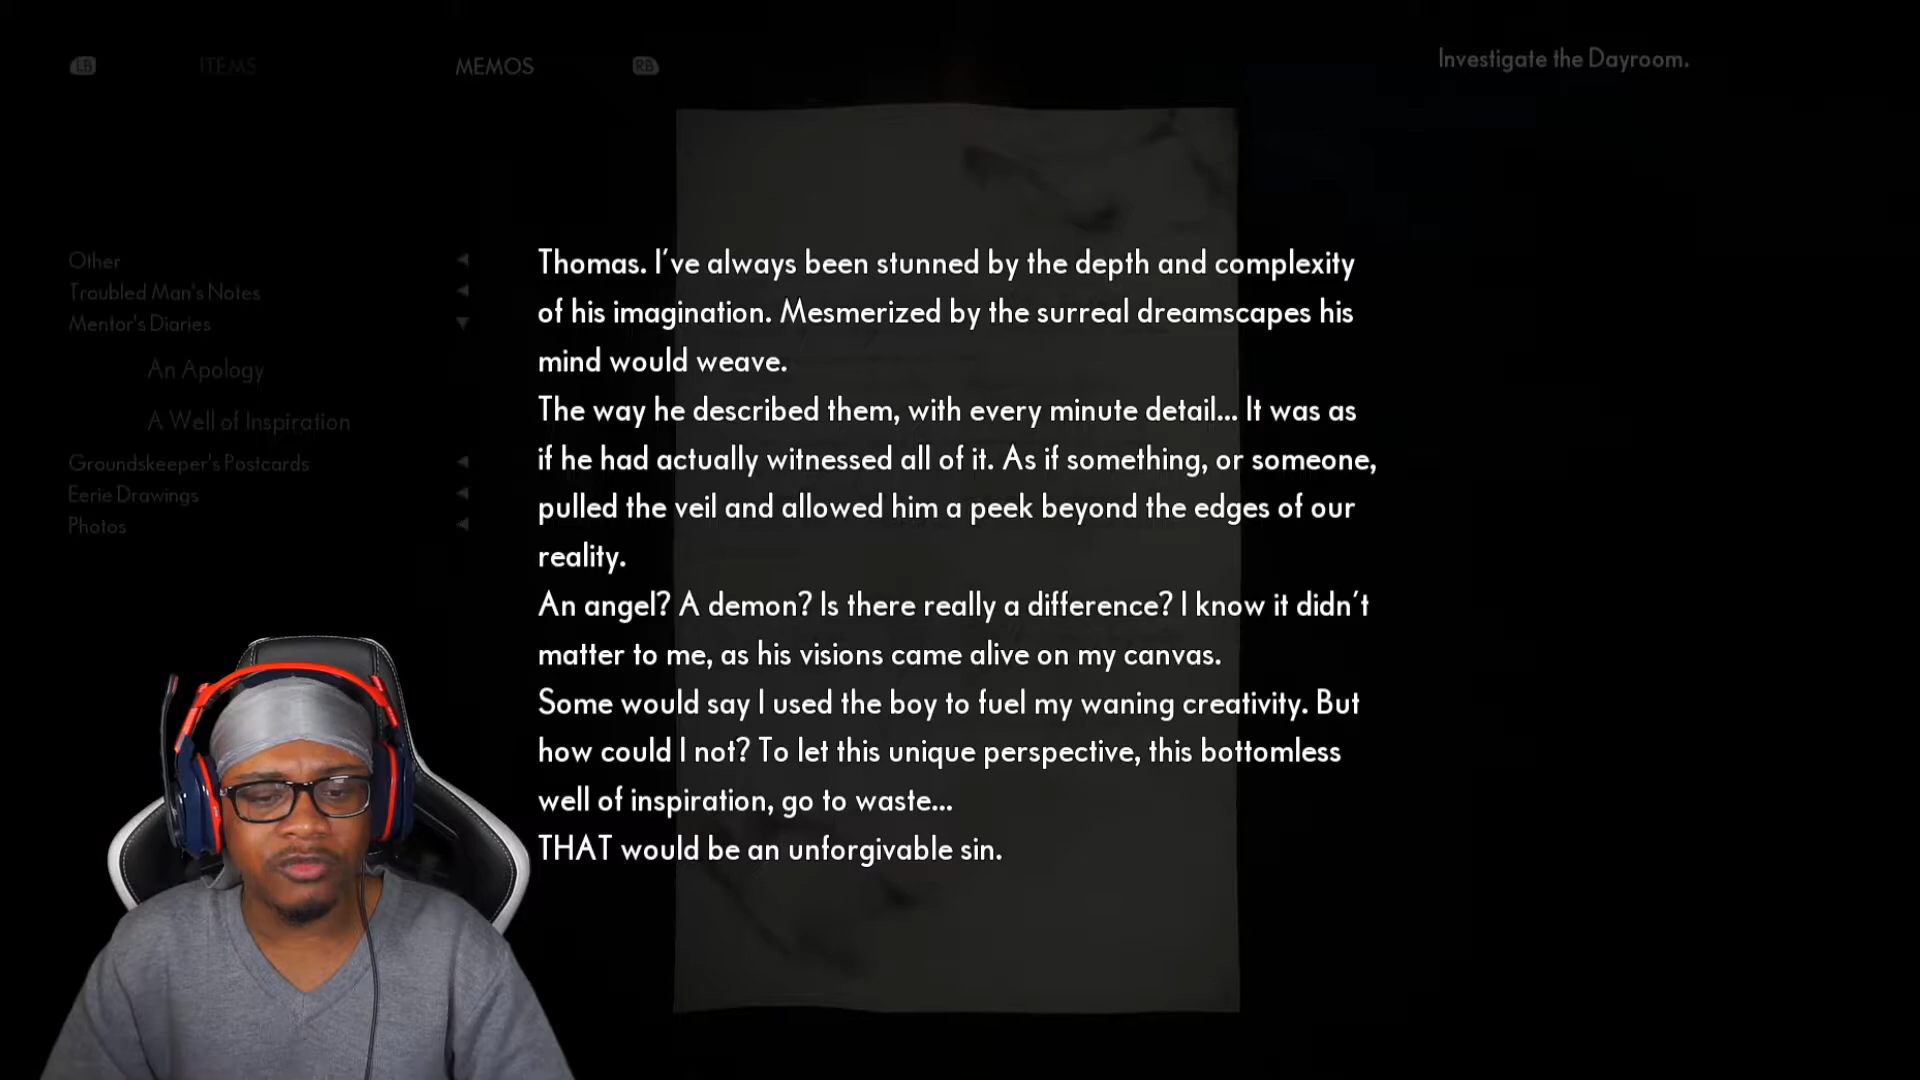 LB ITEMS MEMOS RB
Investigate the Dayroom.
Other
Troubled Man's Notes
Mentor's Diaries
An Apology
A Well of Inspiration
Groundskeeper's Postcards
Eerie Drawings
Photos
Thomas. I've always been stunned by the depth and complexity
of his imagination. Mesmerized by the surreal dreamscapes his
mind would weave.
The way he described them, with every minute detail... It was as
if he had actually witnessed all of it. As if something, or someone,
pulled the veil and allowed him a peek beyond the edges of our
reality.
An angel? A demon? Is there really a difference? I know it didn't
matter to me, as his visions came alive on my canvas.
Some would say I used the boy to fuel my waning creativity. But
how could I not? To let this unique perspective, this bottomless
well of inspiration, go to waste...
THAT would be an unforgivable sin.